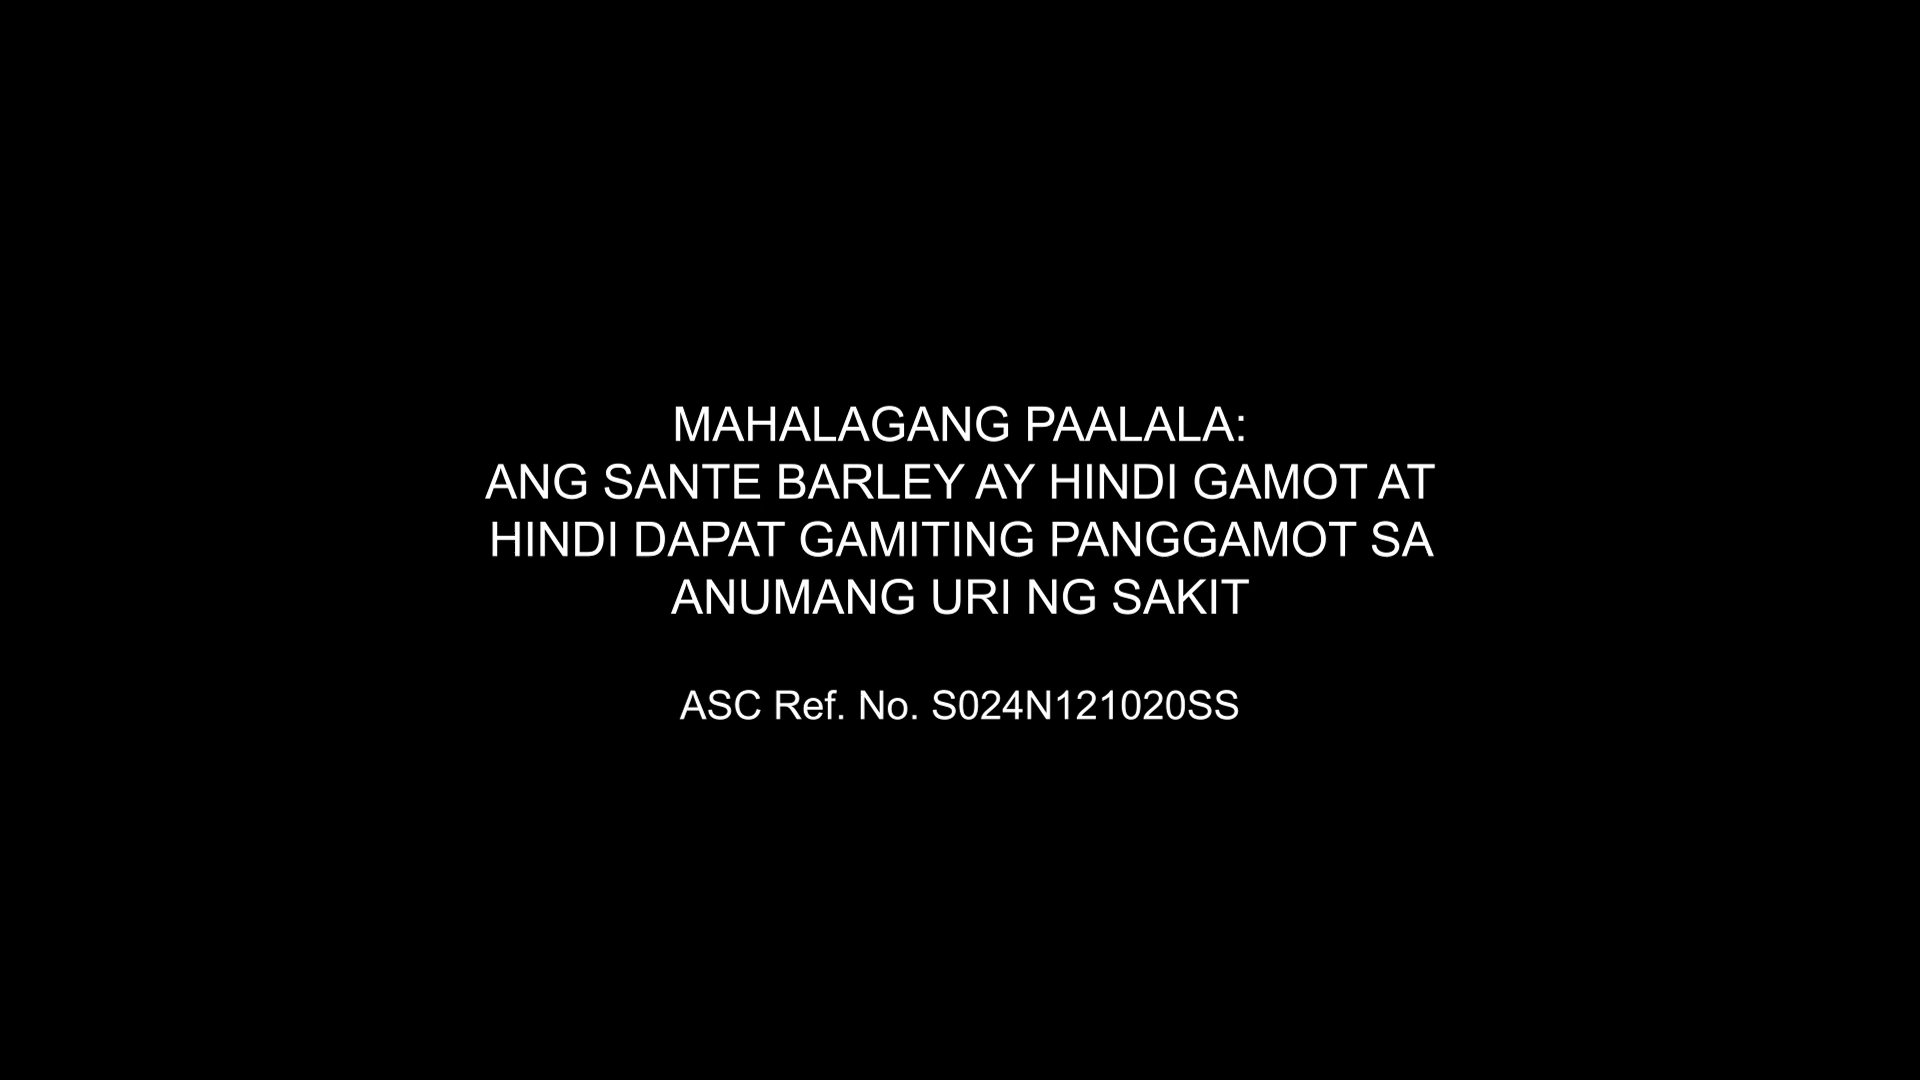 MAHALAGANG PAALALA:
ANG SANTE BARLEY AY HINDI GAMOT AT
HINDI DAPAT GAMITING PANGGAMOT SA
ANUMANG URI NG SAKIT
ASC Ref. No. S024N121020SS